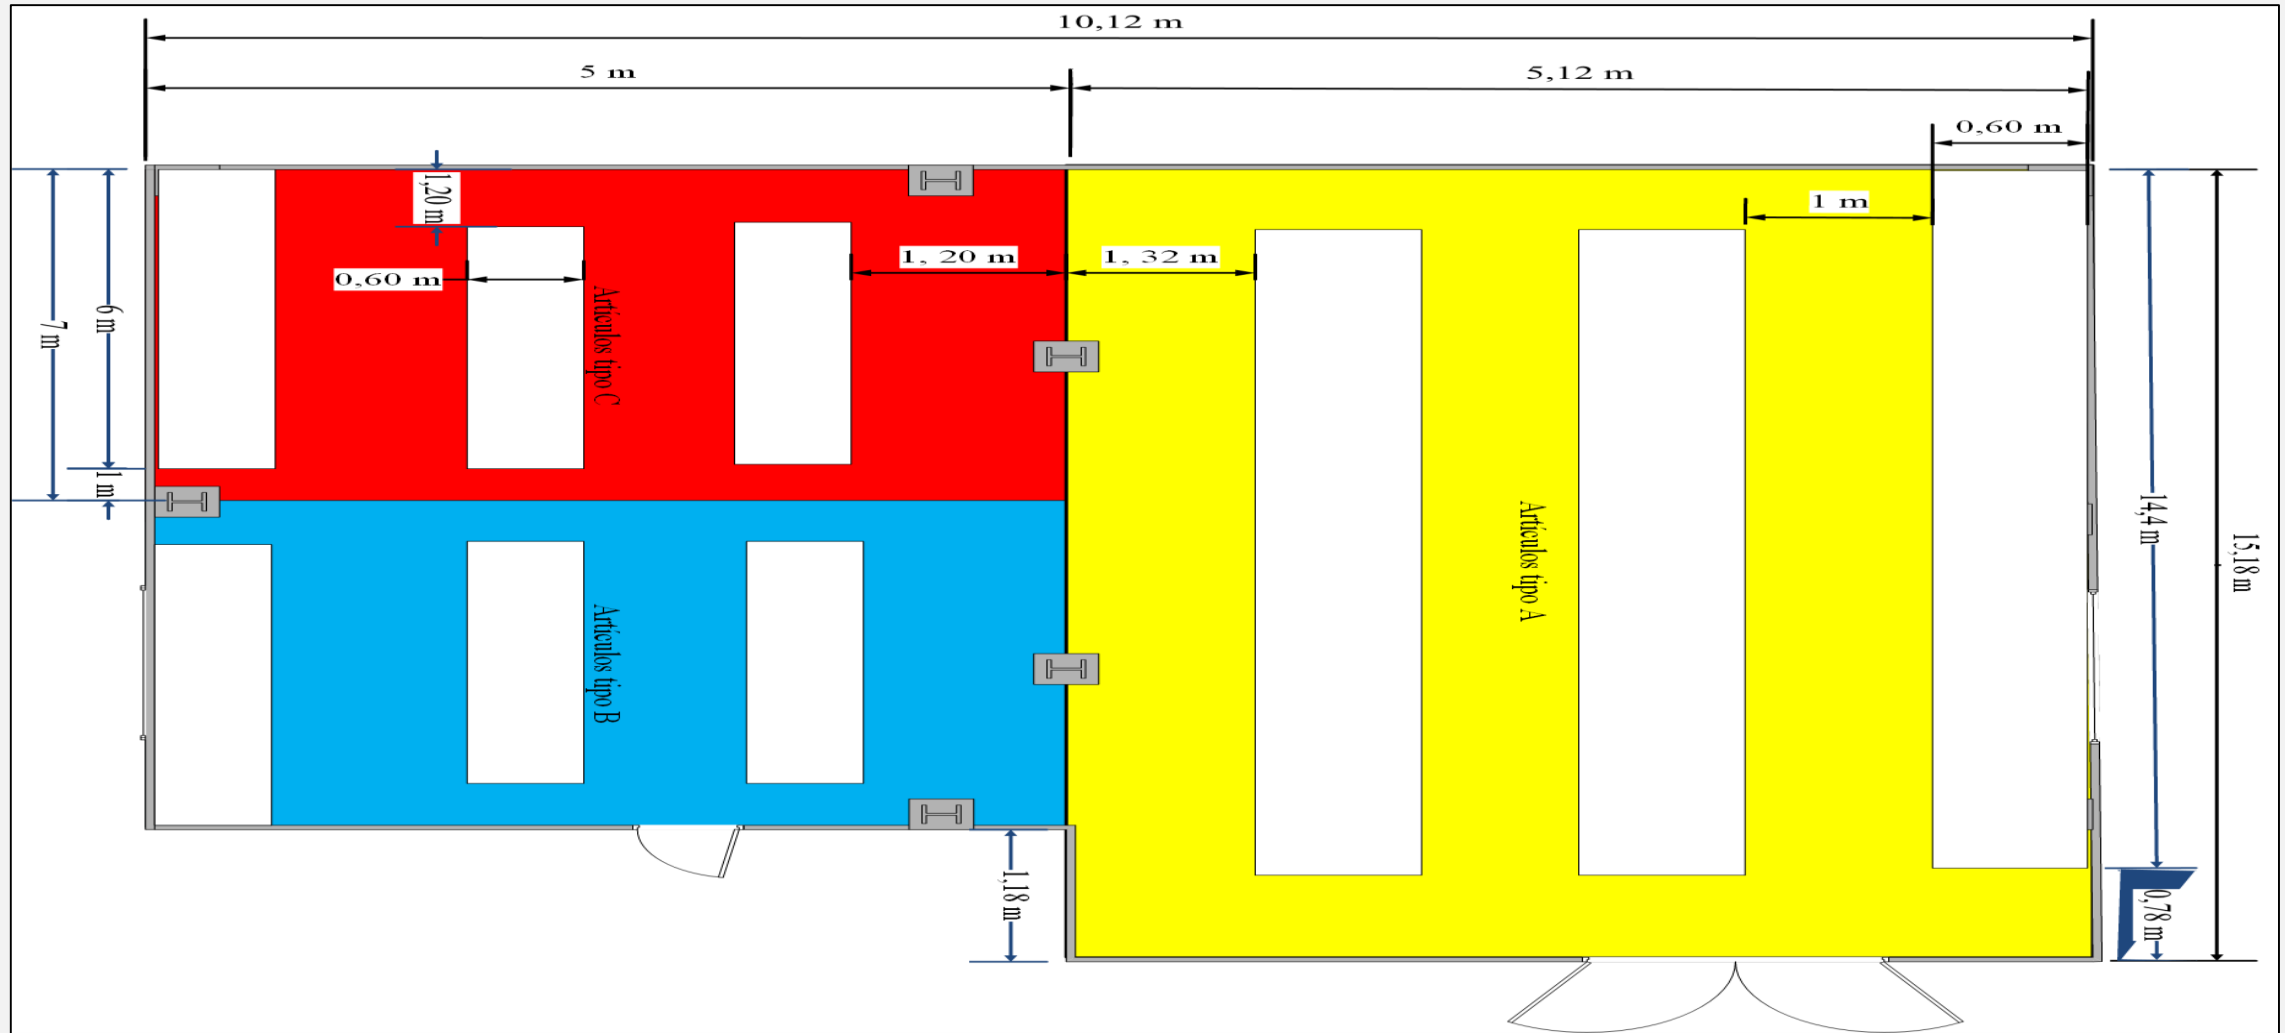 10,12 m
5 m
5,12 m
0,60 m
1,20 m
1 m
1, 20 m
1, 32 m
0,60 m
Artículos tipo C
6 m
7 m
1 m
Artículos tipo A
14,4 m
15,18 m
Artículos tipo B
1,18 m
0,78 m